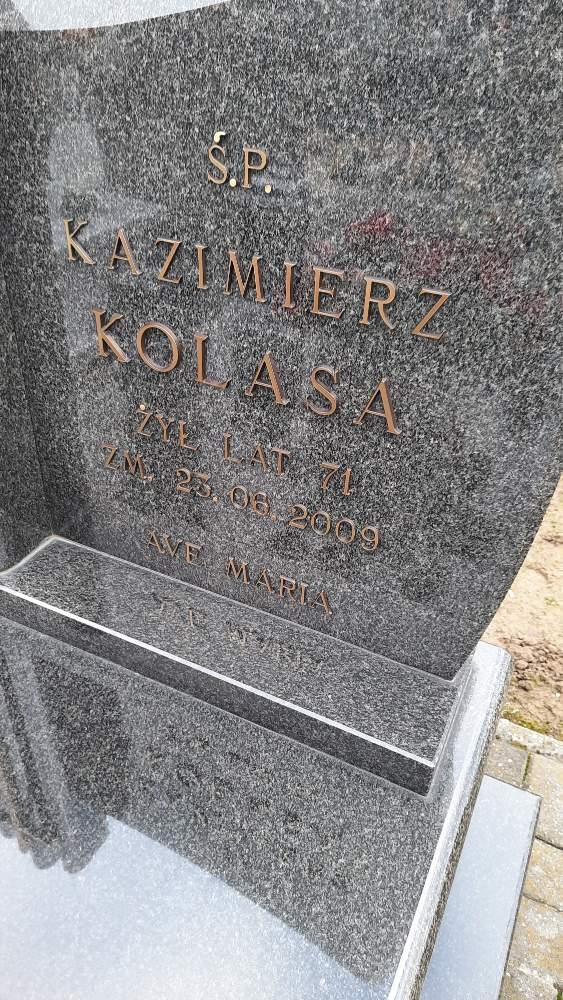 Ś.P.
KAZIMIERZ
KOLASA
ŻYŁ LAT 71
ZM. 23.06.2009
AVE MARIA